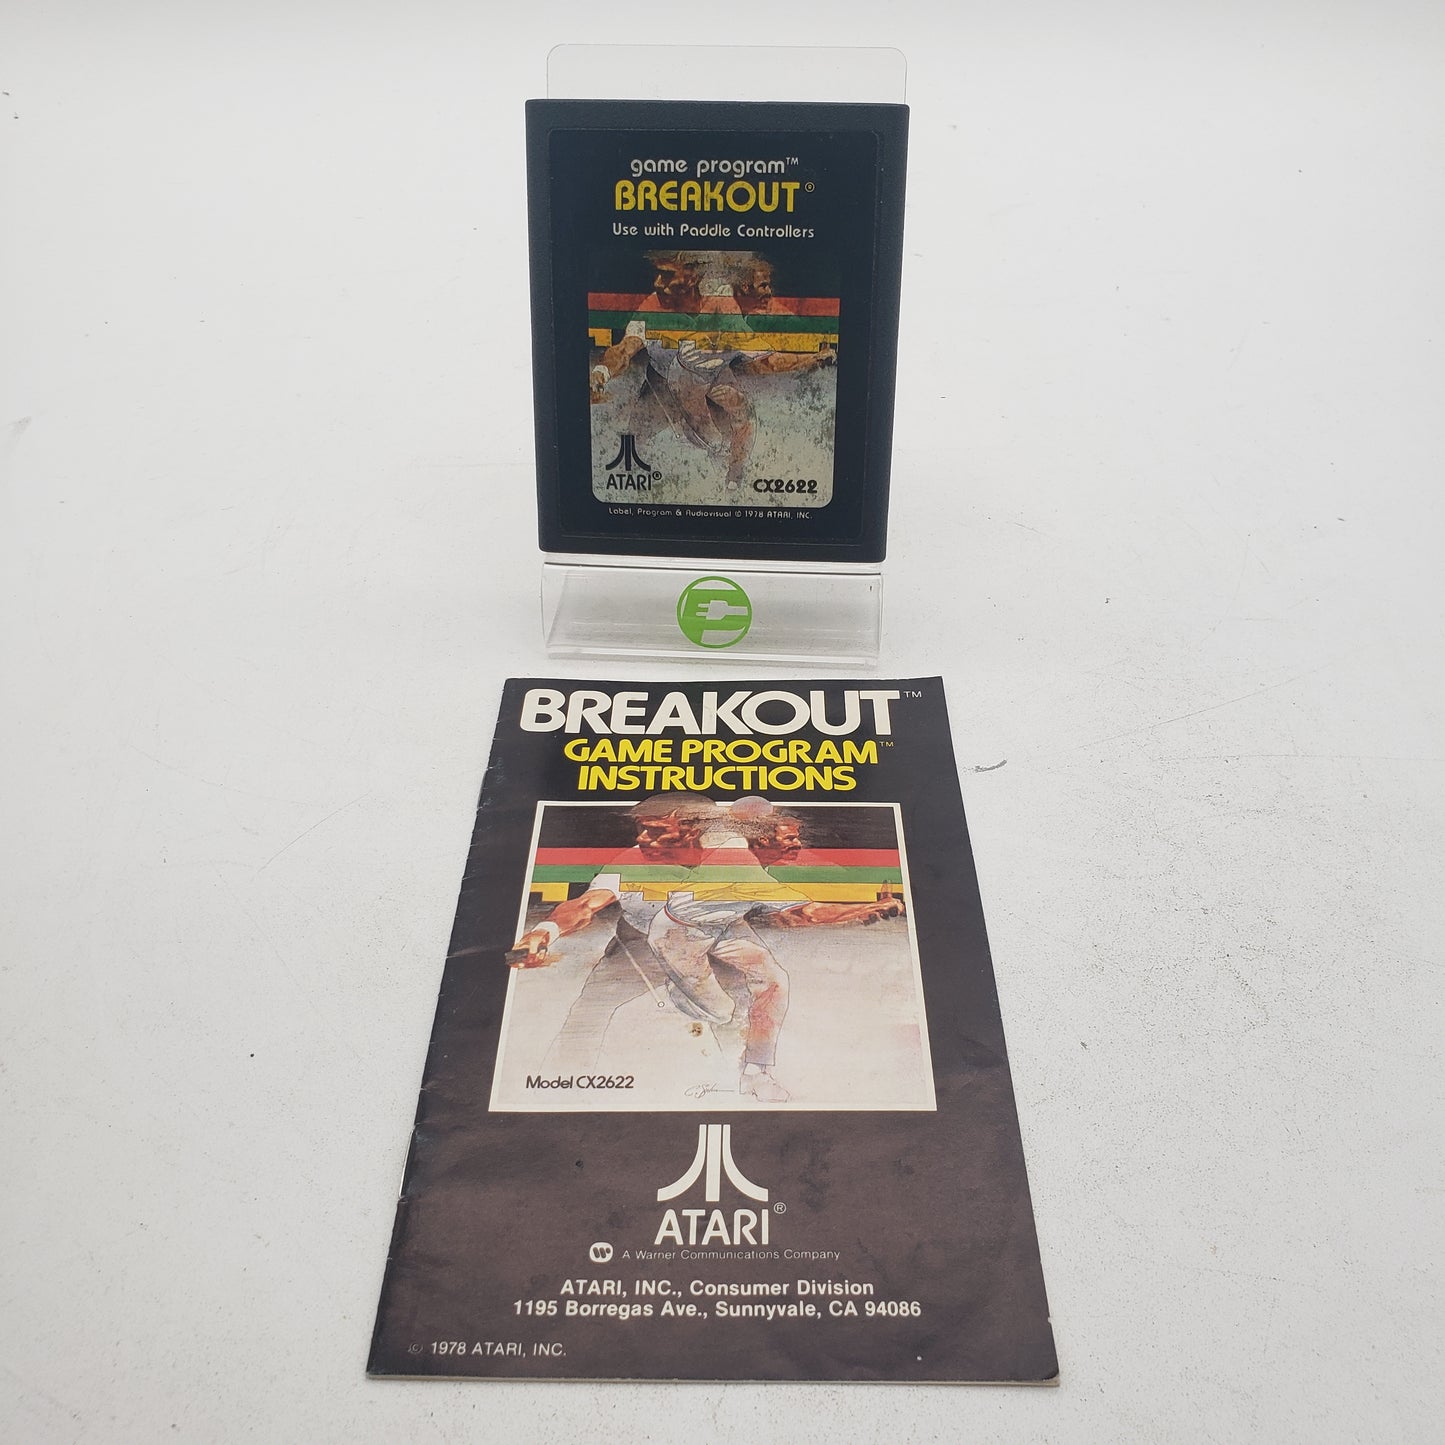 game program™
BREAKOUT®
Use with Paddle Controllers
ATARI®
CX2622
Label, Program & Audiovisual © 1978 ATARI, INC.
BREAKOUT™
GAME PROGRAM™
INSTRUCTIONS
Model CX2622
ATARI®
A Warner Communications Company
ATARI, INC., Consumer Division
1195 Borregas Ave., Sunnyvale, CA 94086
© 1978 ATARI, INC.